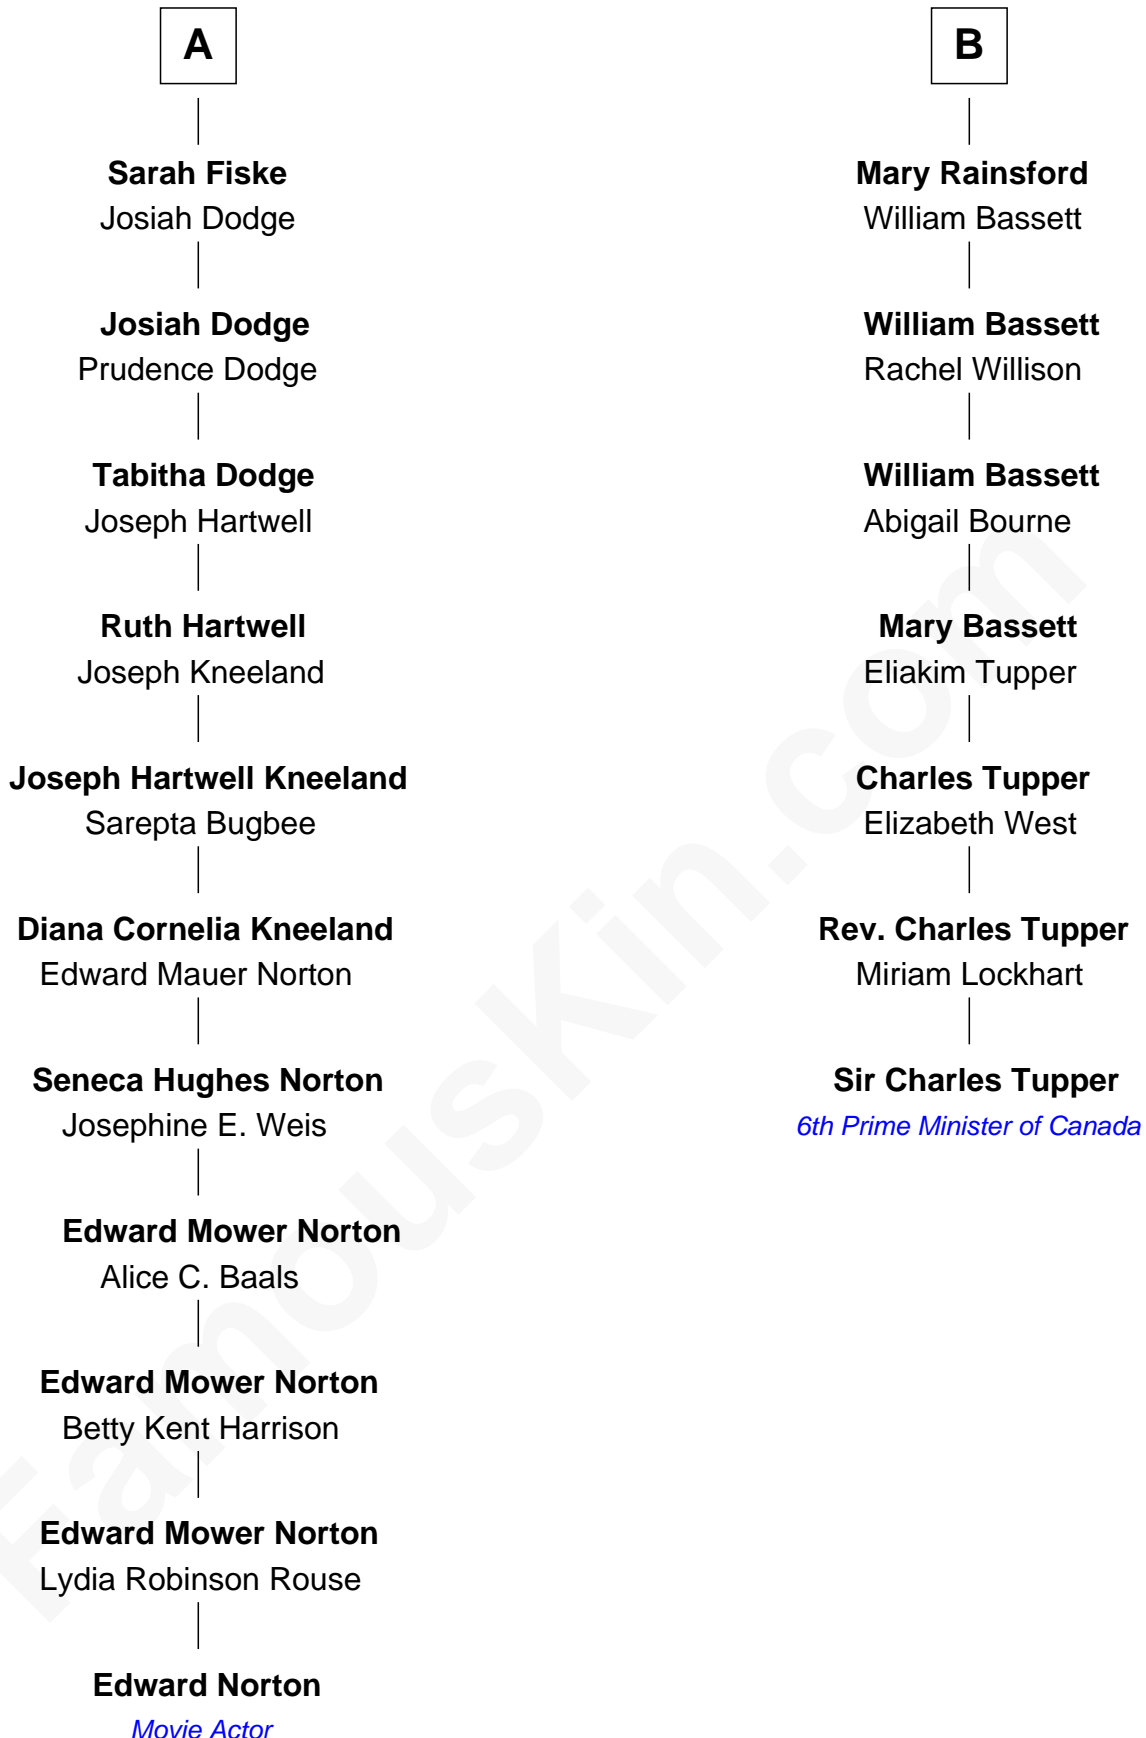 A
Sarah Fiske
Josiah Dodge
Josiah Dodge
Prudence Dodge
Tabitha Dodge
Joseph Hartwell
Ruth Hartwell
Joseph Kneeland
Joseph Hartwell Kneeland
Sarepta Bugbee
Diana Cornelia Kneeland
Edward Mauer Norton
Seneca Hughes Norton
Josephine E. Weis
Edward Mower Norton
Alice C. Baals
Edward Mower Norton
Betty Kent Harrison
Edward Mower Norton
Lydia Robinson Rouse
Edward Norton
Movie Actor
B
Mary Rainsford
William Bassett
William Bassett
Rachel Willison
William Bassett
Abigail Bourne
Mary Bassett
Eliakim Tupper
Charles Tupper
Elizabeth West
Rev. Charles Tupper
Miriam Lockhart
Sir Charles Tupper
6th Prime Minister of Canada
FamousKin.com